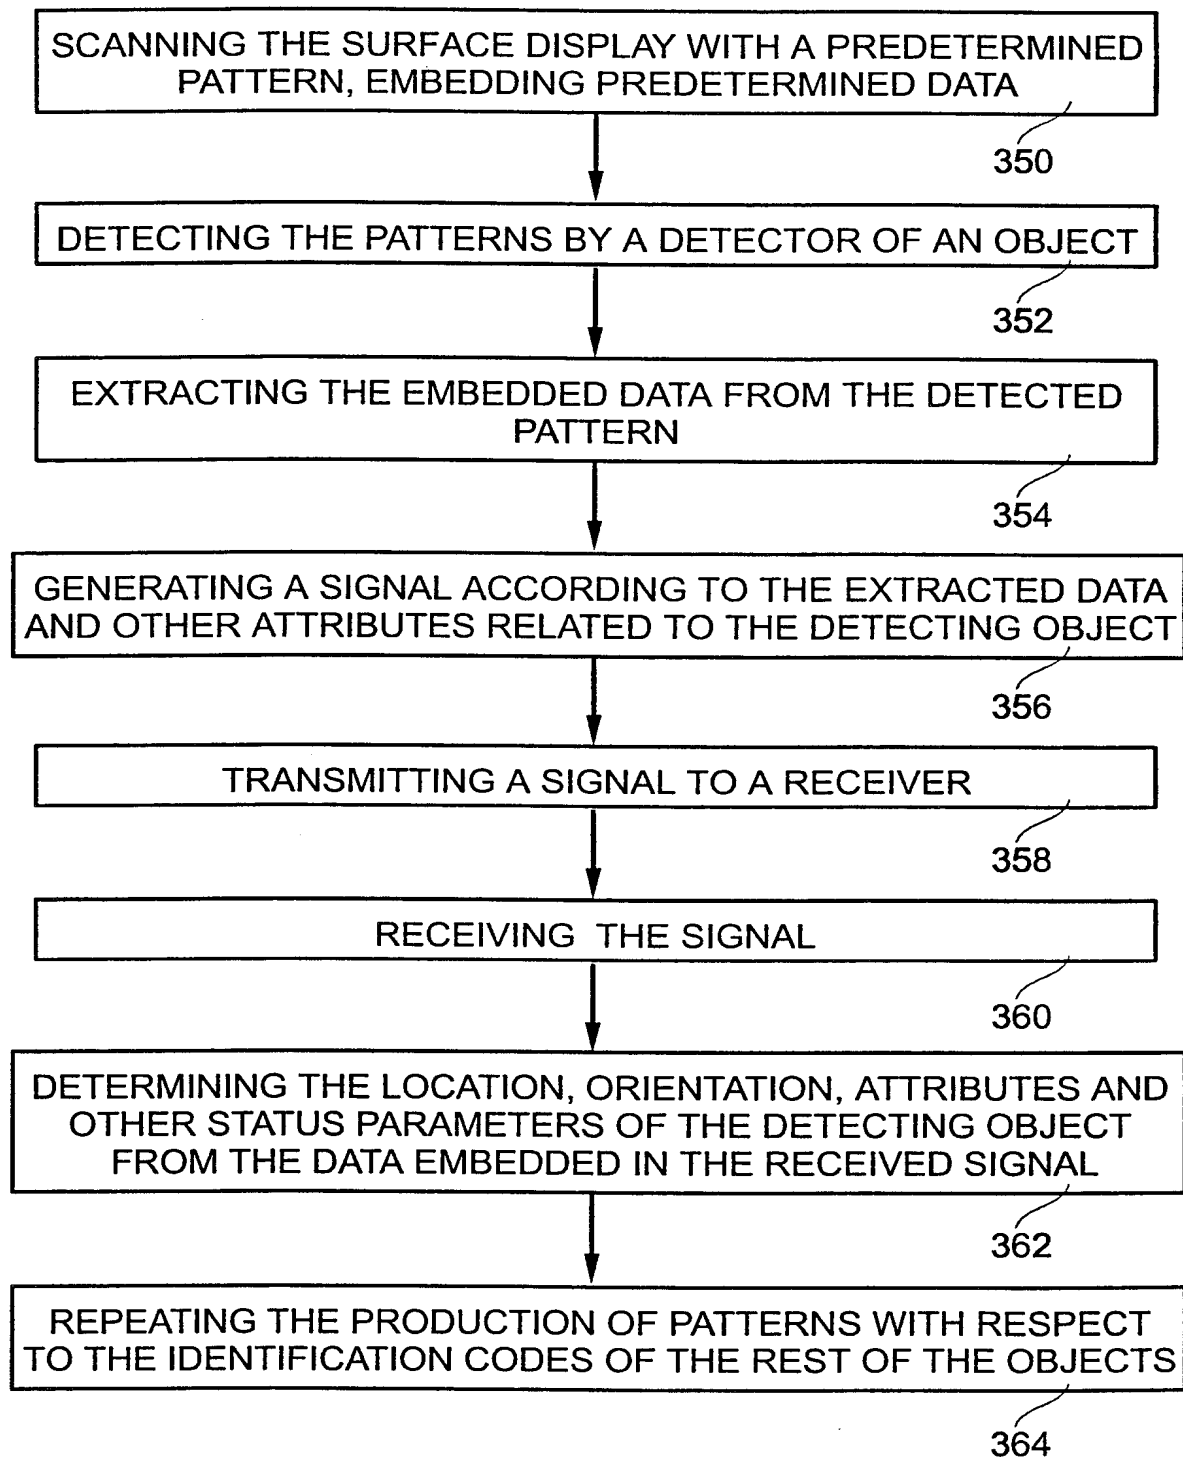 SCANNING THE SURFACE DISPLAY WITH A PREDETERMINED
PATTERN, EMBEDDING PREDETERMINED DATA
350
DETECTING THE PATTERNS BY A DETECTOR OF AN OBJECT
352
EXTRACTING THE EMBEDDED DATA FROM THE DETECTED
PATTERN
354
GENERATING A SIGNAL ACCORDING TO THE EXTRACTED DATA
AND OTHER ATTRIBUTES RELATED TO THE DETECTING OBJECT
356
TRANSMITTING A SIGNAL TO A RECEIVER
358
RECEIVING THE SIGNAL
360
DETERMINING THE LOCATION, ORIENTATION, ATTRIBUTES AND
OTHER STATUS PARAMETERS OF THE DETECTING OBJECT
FROM THE DATA EMBEDDED IN THE RECEIVED SIGNAL
362
REPEATING THE PRODUCTION OF PATTERNS WITH RESPECT
TO THE IDENTIFICATION CODES OF THE REST OF THE OBJECTS
364